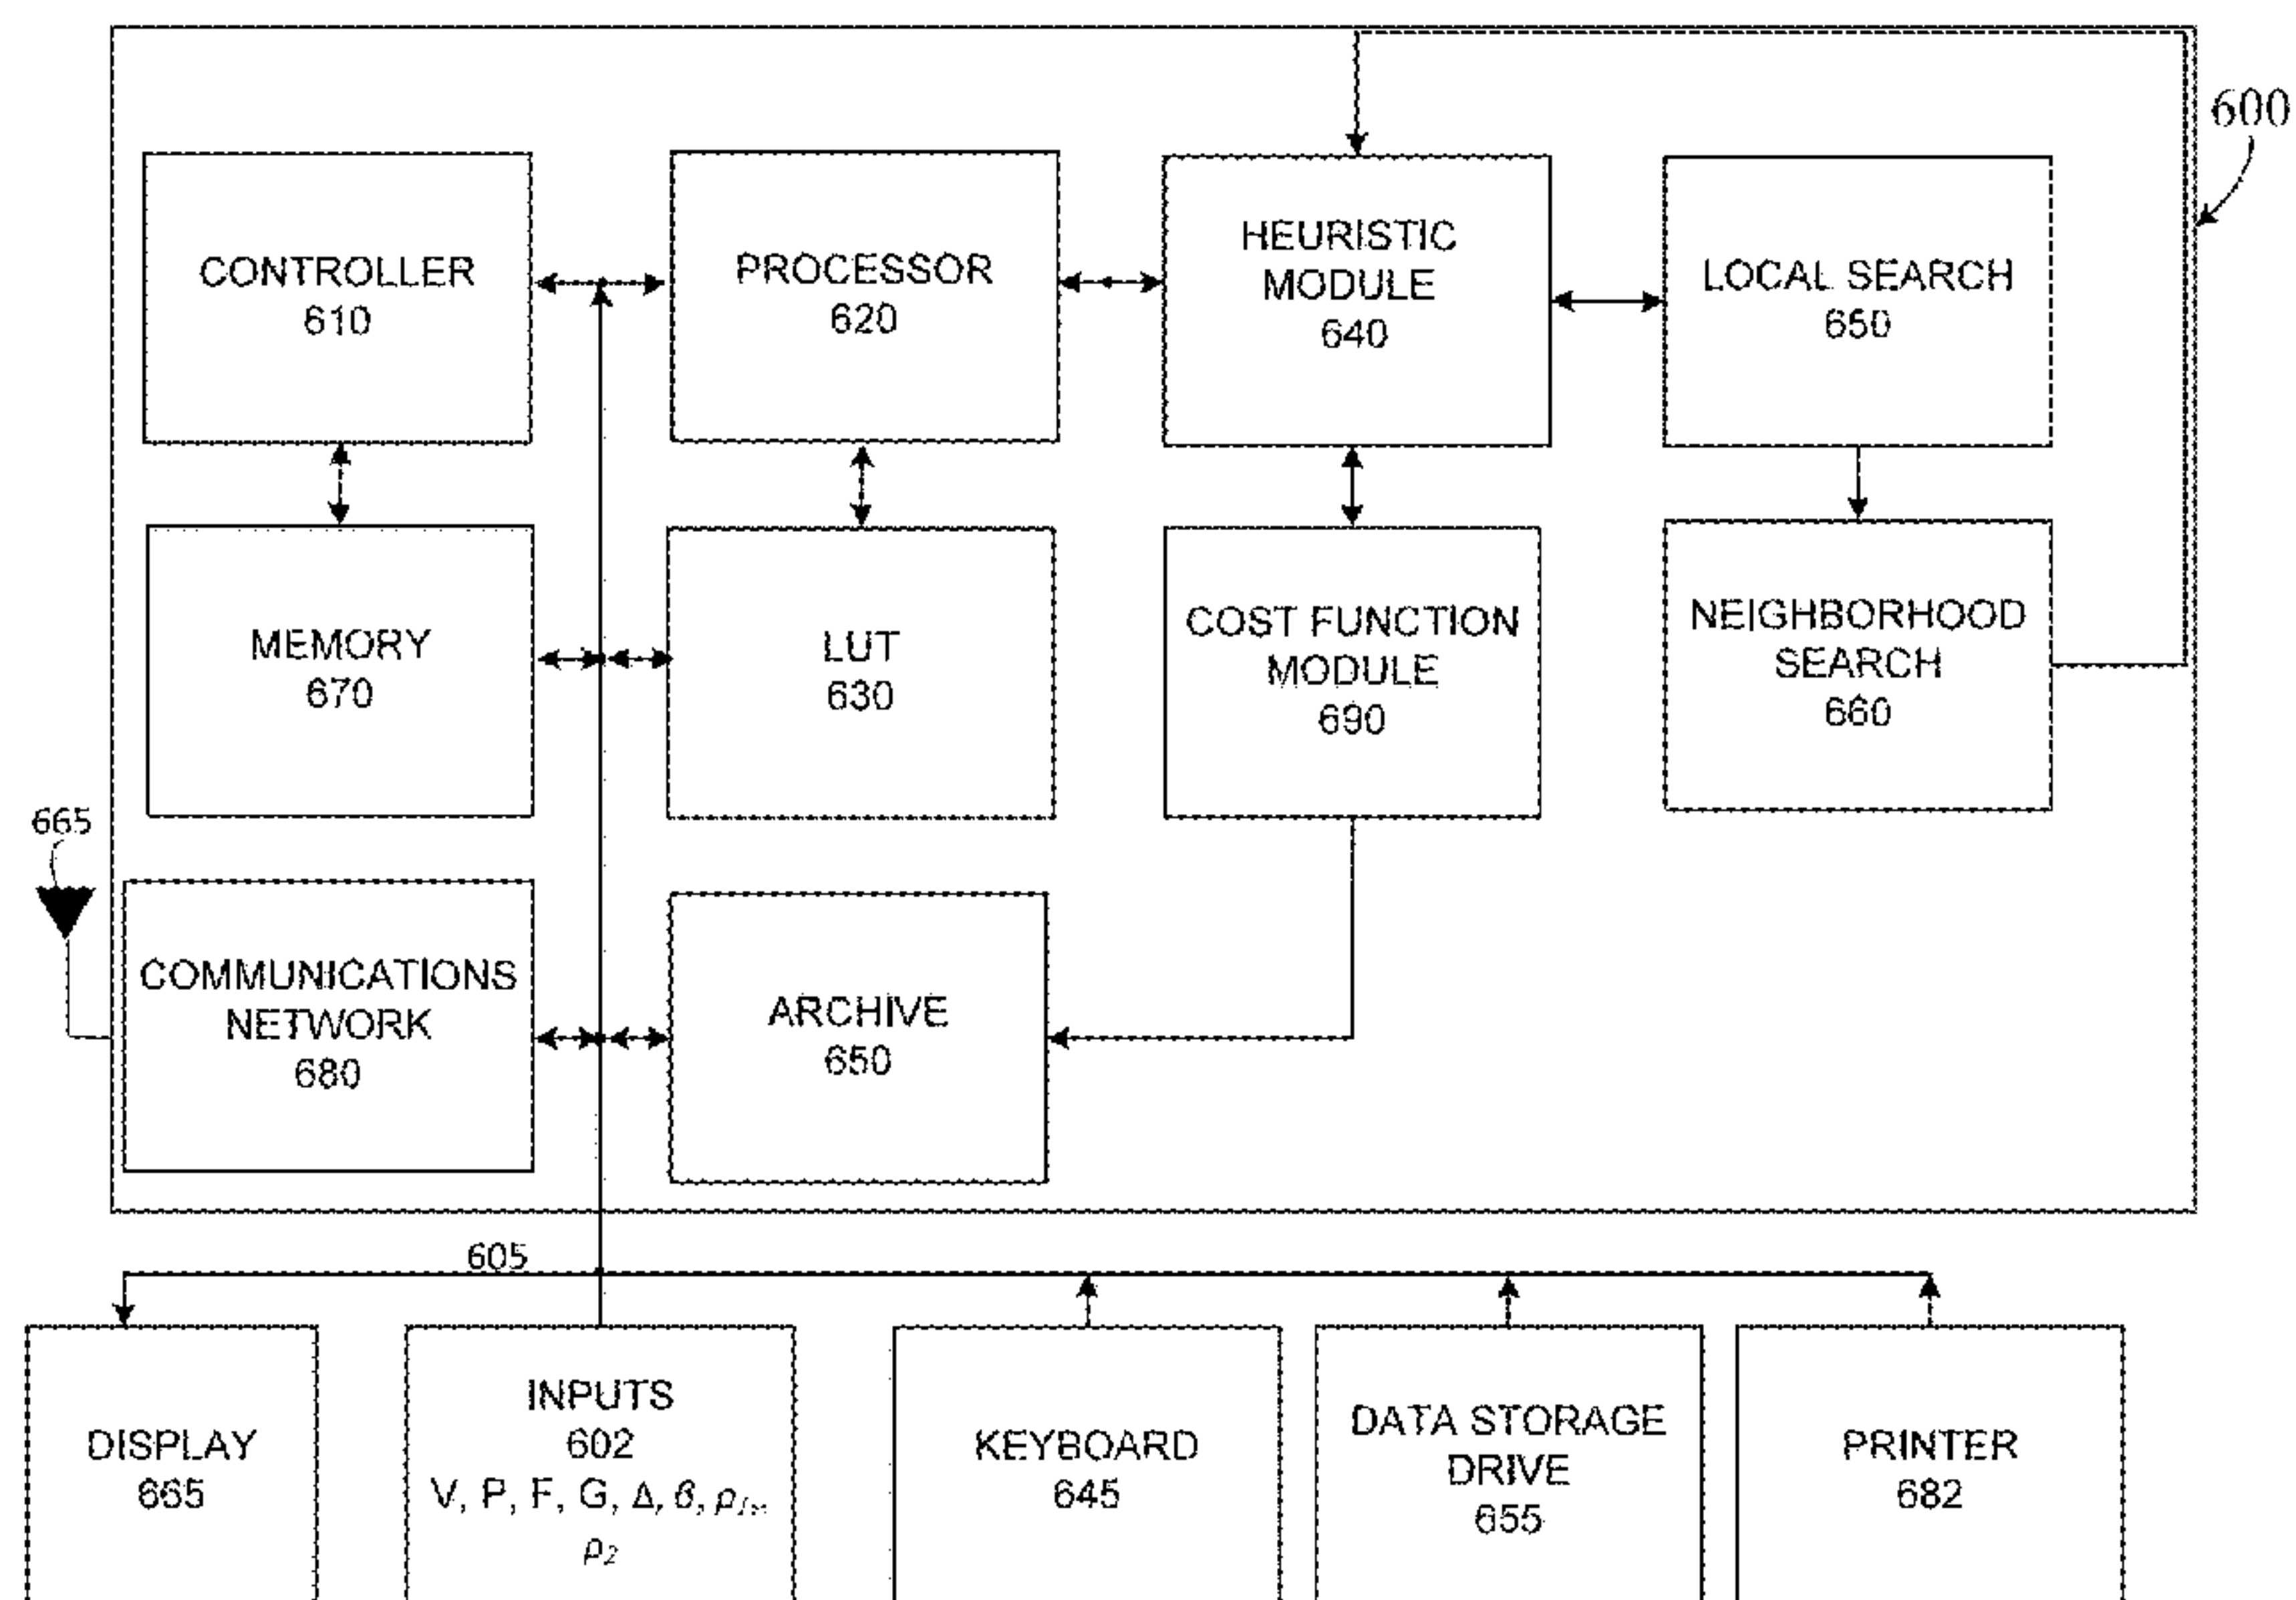 600
CONTROLLER
610
PROCESSOR
620
HEURISTIC
MODULE
640
LOCAL SEARCH
650
MEMORY
670
LUT
630
COST FUNCTION
MODULE
690
NEIGHBORHOOD
SEARCH
660
665
COMMUNICATIONS
NETWORK
680
ARCHIVE
650
605
DISPLAY
665
INPUTS
602
V, P, F, G, Δ, β,
ρ2
KEYBOARD
645
DATA STORAGE
DRIVE
655
PRINTER
682